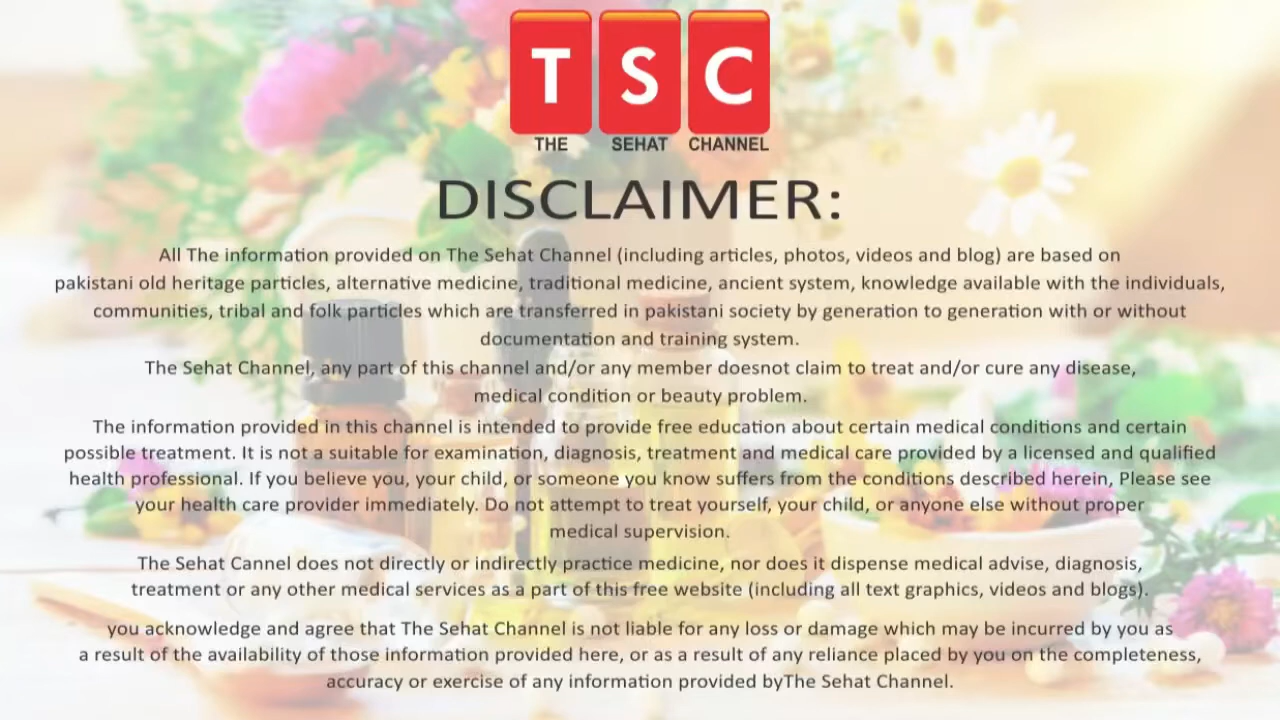 T S C
THE SEHAT CHANNEL
DISCLAIMER:
All The information provided on The Sehat Channel (including articles, photos, videos and blog) are based on
pakistani old heritage particles, alternative medicine, traditional medicine, ancient system, knowledge available with the individuals,
communities, tribal and folk particles which are transferred in pakistani society by generation to generation with or without
documentation and training system.
The Sehat Channel, any part of this channel and/or any member doesnot claim to treat and/or cure any disease,
medical condition or beauty problem.
The information provided in this channel is intended to provide free education about certain medical conditions and certain
possible treatment. It is not a suitable for examination, diagnosis, treatment and medical care provided by a licensed and qualified
health professional. If you believe you, your child, or someone you know suffers from the conditions described herein, Please see
your health care provider immediately. Do not attempt to treat yourself, your child, or anyone else without proper
medical supervision.
The Sehat Cannel does not directly or indirectly practice medicine, nor does it dispense medical advise, diagnosis,
treatment or any other medical services as a part of this free website (including all text graphics, videos and blogs).
you acknowledge and agree that The Sehat Channel is not liable for any loss or damage which may be incurred by you as
a result of the availability of those information provided here, or as a result of any reliance placed by you on the completeness,
accuracy or exercise of any information provided byThe Sehat Channel.